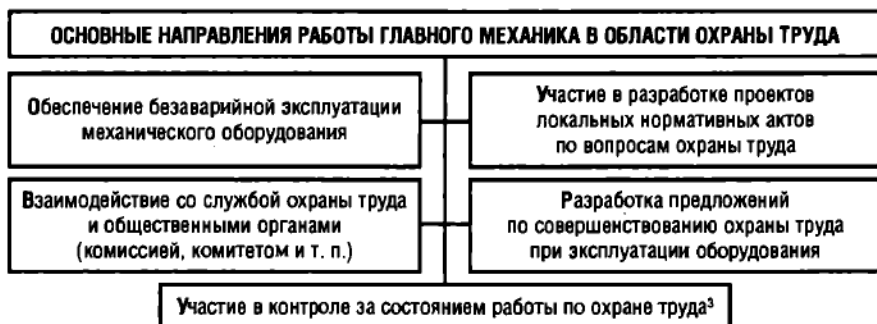 ОСНОВНЫЕ НАПРАВЛЕНИЯ РАБОТЫ ГЛАВНОГО МЕХАНИКА В ОБЛАСТИ ОХРАНЫ ТРУДА
Обеспечение безаварийной эксплуатации
механического оборудования
Участие в разработке проектов
локальных нормативных актов
по вопросам охраны труда
Взаимодействие со службой охраны труда
и общественными органами
(комиссией, комитетом и т. п.)
Разработка предложений
по совершенствованию охраны труда
при эксплуатации оборудования
Участие в контроле за состоянием работы по охране труда³